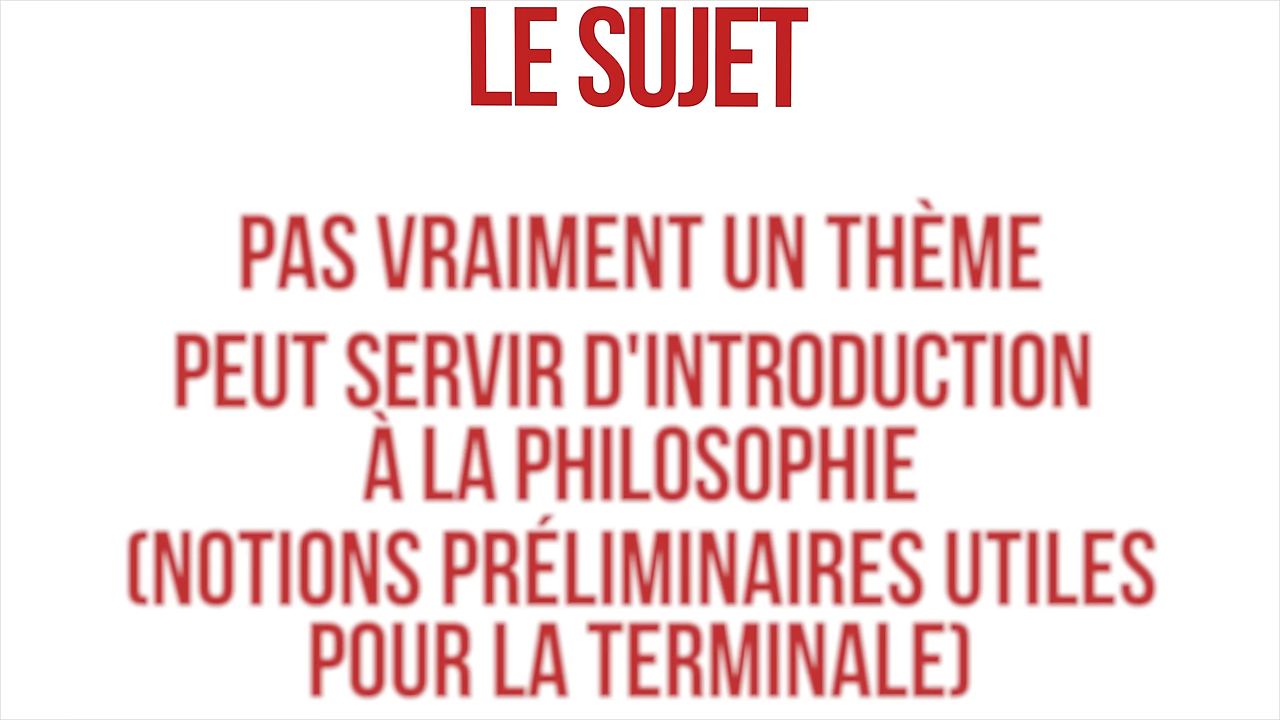 LE SUJET
PAS VRAIMENT UN THÈME
PEUT SERVIR D'INTRODUCTION
À LA PHILOSOPHIE
(NOTIONS PRÉLIMINAIRES UTILES
POUR LA TERMINALE)